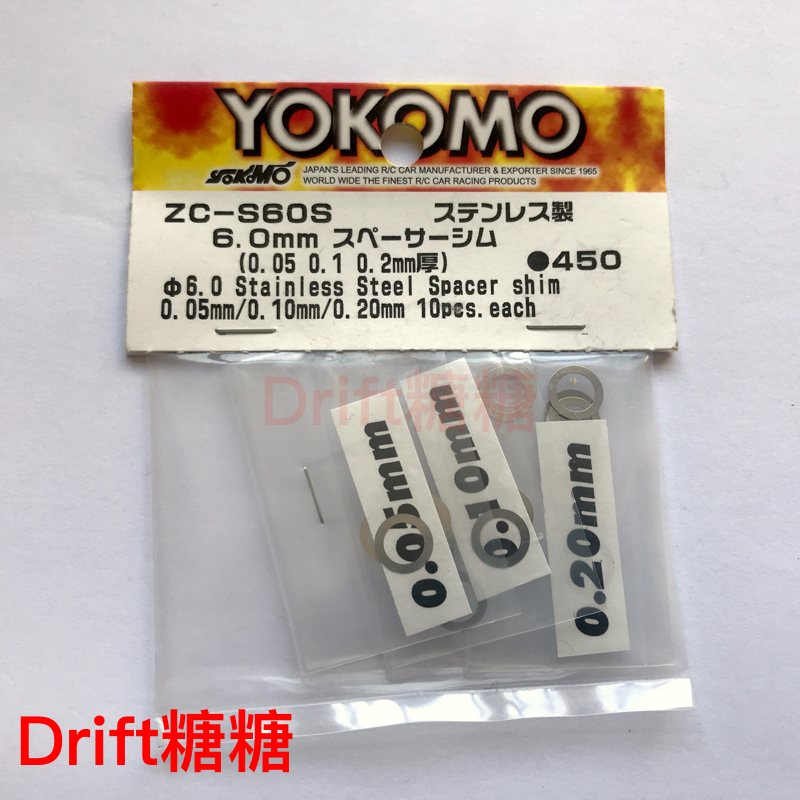 YOKOMO
YOKOMO JAPAN'S LEADING R/C CAR MANUFACTURER & EXPORTER SINCE 1965
WORLD WIDE THE FINEST R/C CAR RACING PRODUCTS
ZC-S60S ステンレス製
6.0mm スペーサーシム
(0.05 0.1 0.2mm厚) ●450
Φ6.0 Stainless Steel Spacer shim
0.05mm/0.10mm/0.20mm 10pcs.each
Drift糖糖
0.05mm
0.10mm
0.20mm
Drift糖糖